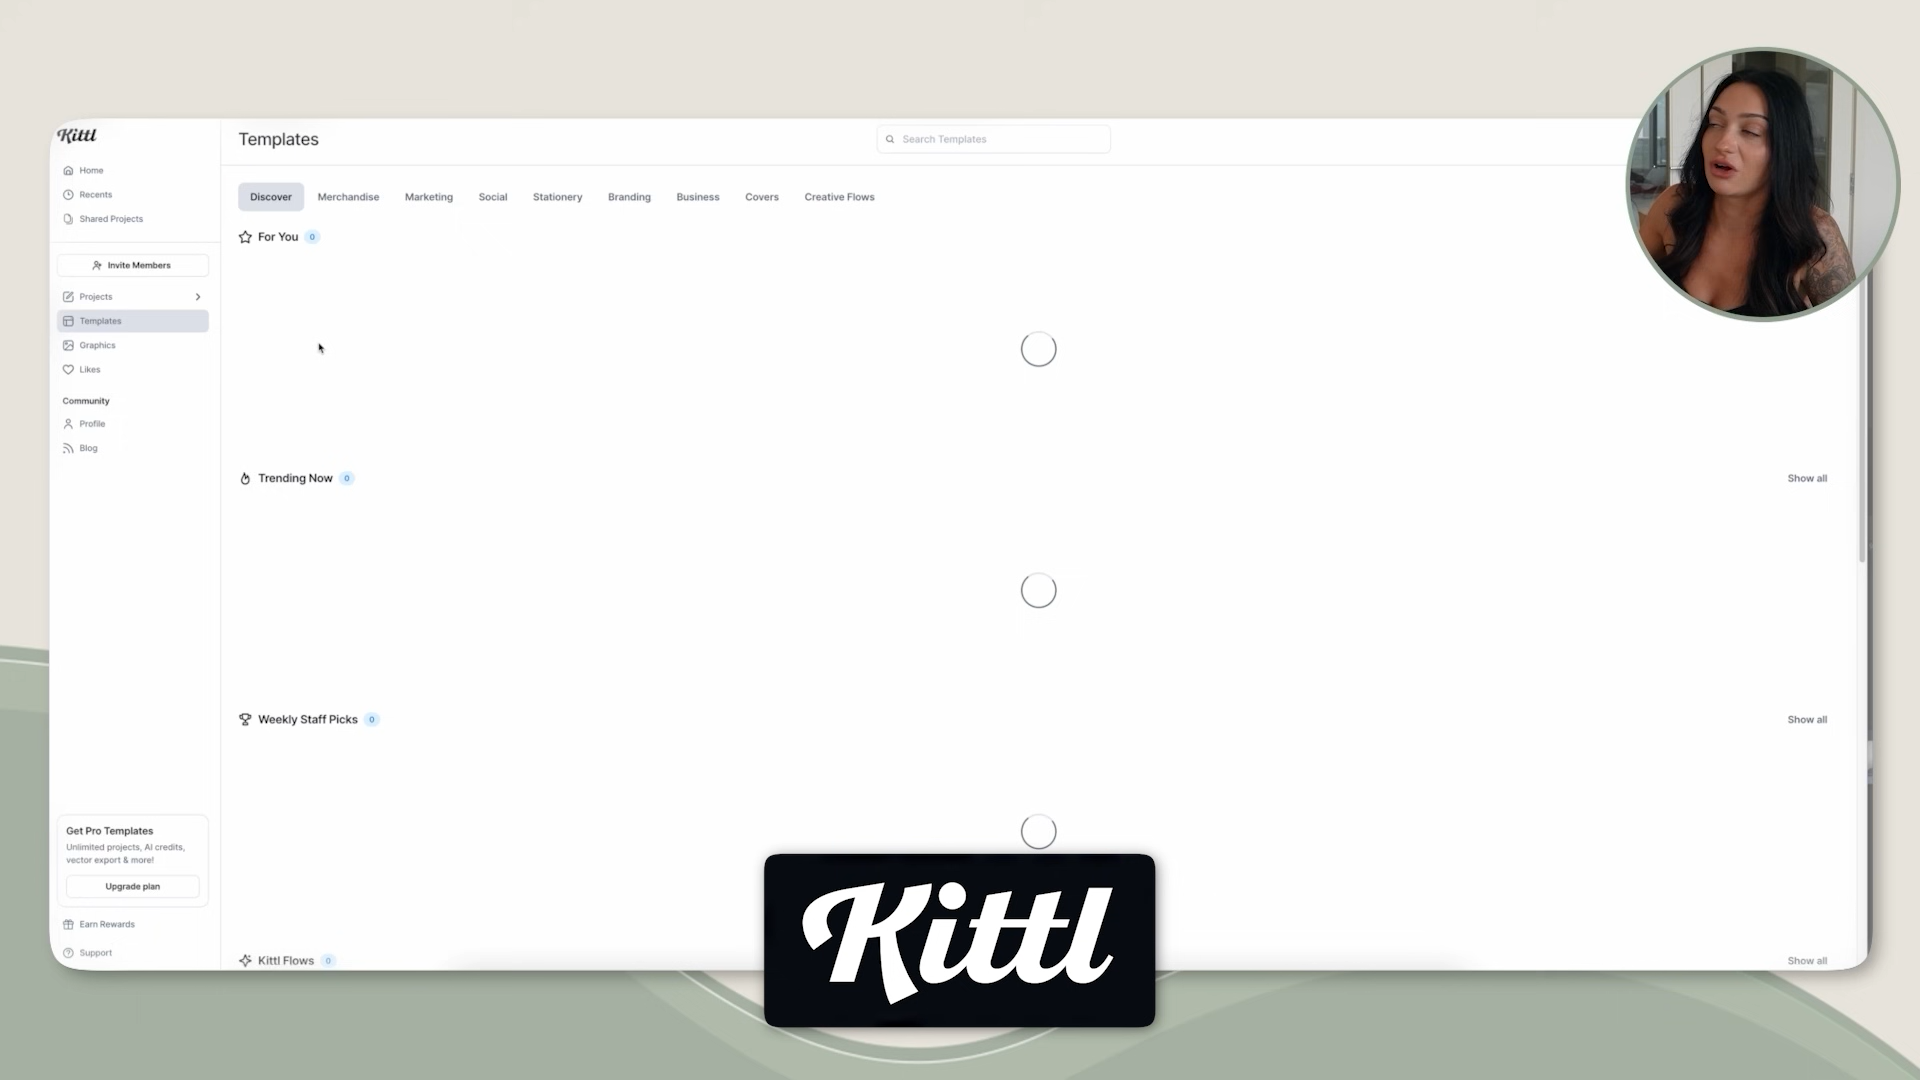 Kittl
Home
Recents
Shared Projects
Invite Members
Projects
Templates
Graphics
Likes
Community
Profile
Blog
Get Pro Templates
Unlimited projects, AI credits,
vector export & more!
Upgrade plan
Earn Rewards
Support
Templates
Search Templates
Discover Merchandise Marketing Social Stationery Branding Business Covers Creative Flows
For You 0
Trending Now 0 Show all
Weekly Staff Picks 0 Show all
Kittl Flows 0 Show all
Kittl